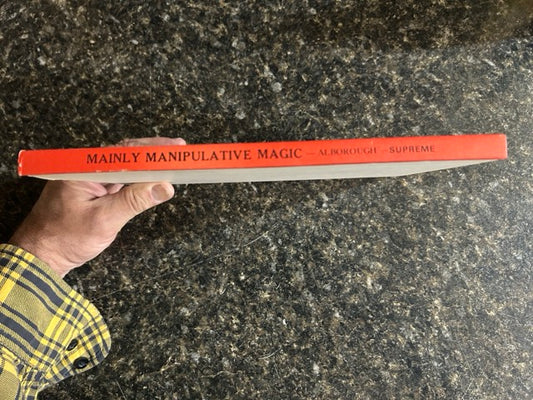 MAINLY MANIPULATIVE MAGIC — ALBOROUGH — SUPREME